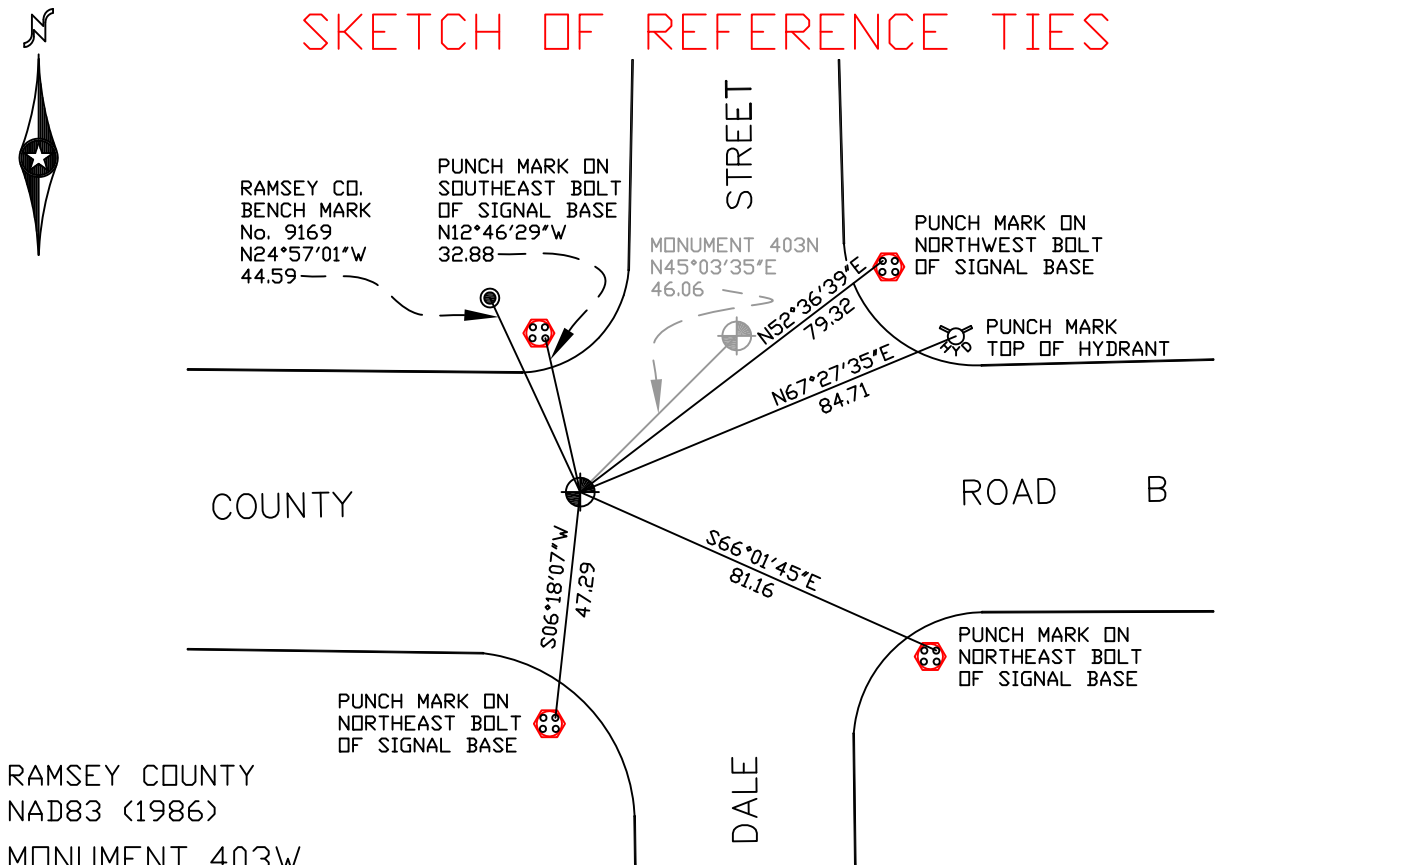 N
SKETCH OF REFERENCE TIES
STREET
PUNCH MARK ON
SOUTHEAST BOLT
OF SIGNAL BASE
N12°46'29"W
32.88
RAMSEY CO.
BENCH MARK
No. 9169
N24°57'01"W
44.59
MONUMENT 403N
N45°03'35"E
46.06
PUNCH MARK ON
NORTHWEST BOLT
OF SIGNAL BASE
N52°36'39"E
79.32
PUNCH MARK
TOP OF HYDRANT
HYD
N67°27'35"E
84.71
COUNTY
ROAD B
S66°01'45"E
81.16
S06°18'07"W
47.29
PUNCH MARK ON
NORTHEAST BOLT
OF SIGNAL BASE
PUNCH MARK ON
NORTHEAST BOLT
OF SIGNAL BASE
DALE
RAMSEY COUNTY
NAD83 (1986)
MONUMENT 403W